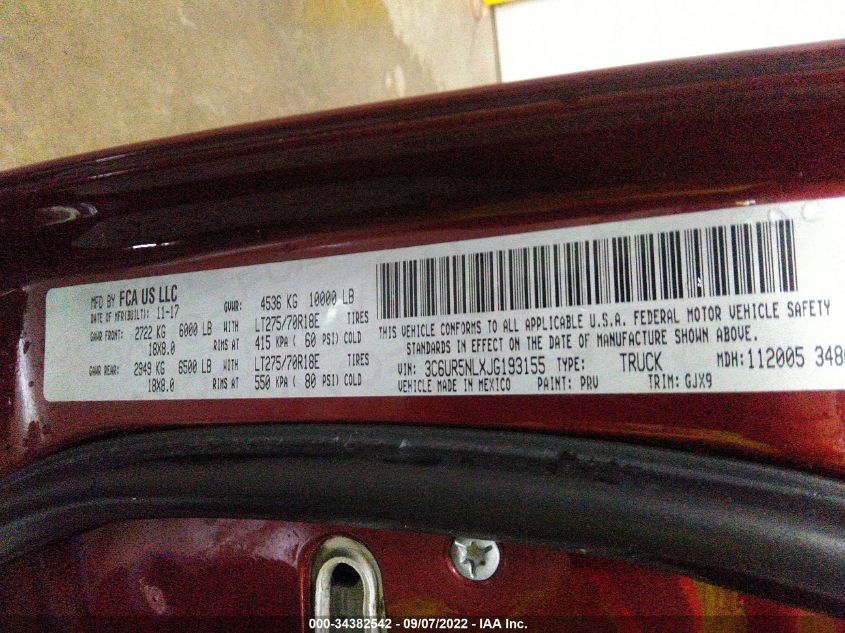 MFD BY FCA US LLC
DATE OF MFR(BUILT): 11-17
GVWR: 4536 KG 10000 LB
GAWR FRONT: 2722 KG 6000 LB WITH LT275/70R18E TIRES
18X8.0 RIMS AT 415 KPA ( 60 PSI) COLD
GAWR REAR: 2949 KG 6500 LB WITH LT275/70R18E TIRES
18X8.0 RIMS AT 550 KPA ( 80 PSI) COLD
THIS VEHICLE CONFORMS TO ALL APPLICABLE U.S.A. FEDERAL MOTOR VEHICLE SAFETY
STANDARDS IN EFFECT ON THE DATE OF MANUFACTURE SHOWN ABOVE.
VIN: 3C6UR5NLXJG193155 TYPE: TRUCK MDH: 112005 348
VEHICLE MADE IN MEXICO PAINT: PRV TRIM: GJX9
000-34382542 - 09/07/2022 - IAA Inc.